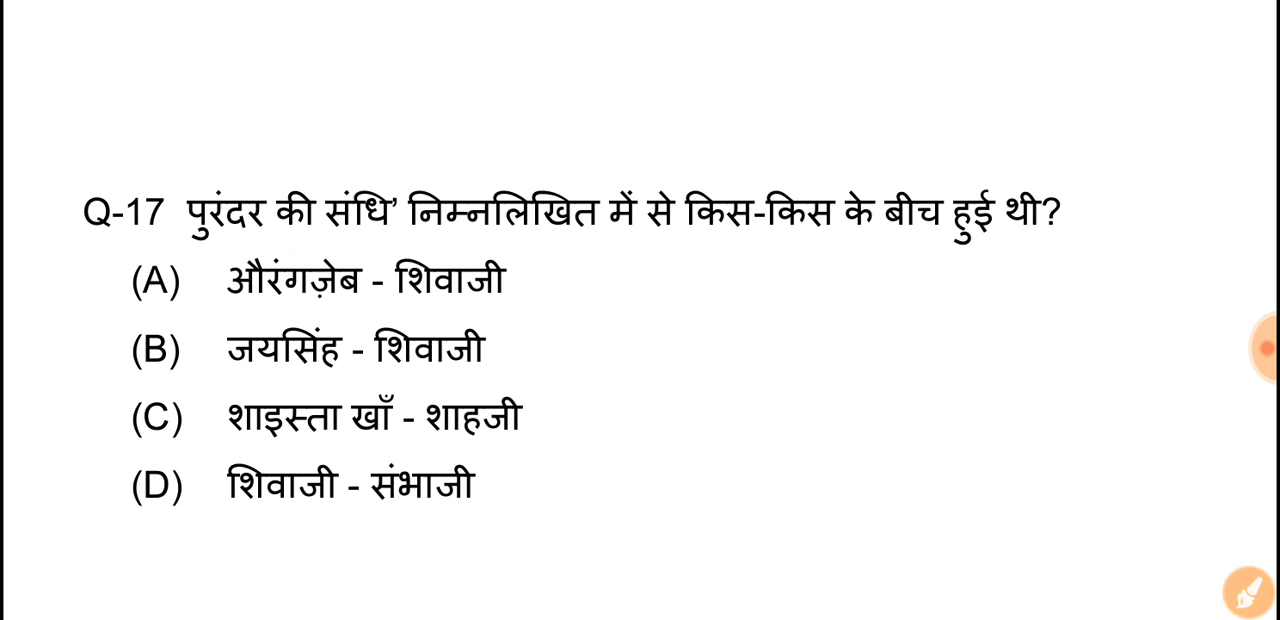 Q-17 पुरंदर की संधि’ निम्नलिखित में से किस-किस के बीच हुई थी?
(A) औरंगज़ेब - शिवाजी
(B) जयसिंह - शिवाजी
(C) शाइस्ता खाँ - शाहजी
(D) शिवाजी - संभाजी